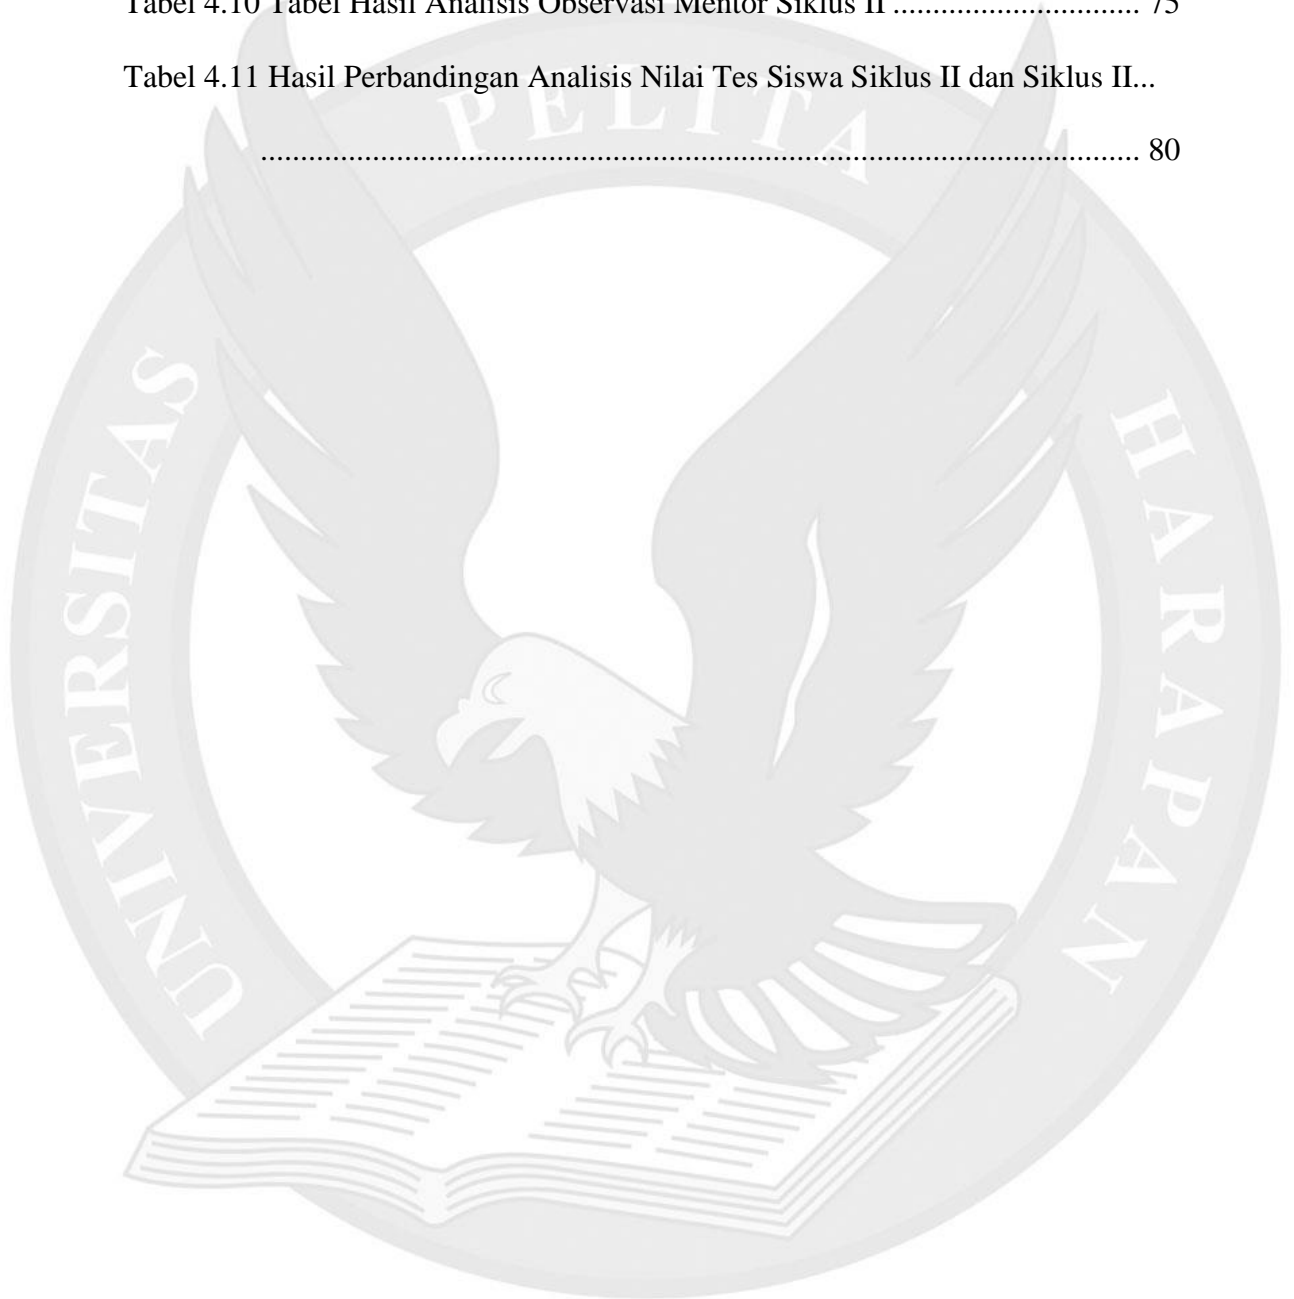 Tabel 4.10 Tabel Hasil Analisis Observasi Mentor Siklus II ............................... 75
Tabel 4.11 Hasil Perbandingan Analisis Nilai Tes Siswa Siklus II dan Siklus II...
.............................................................................................................. 80
UNIVERSITAS PELITA HARAPAN